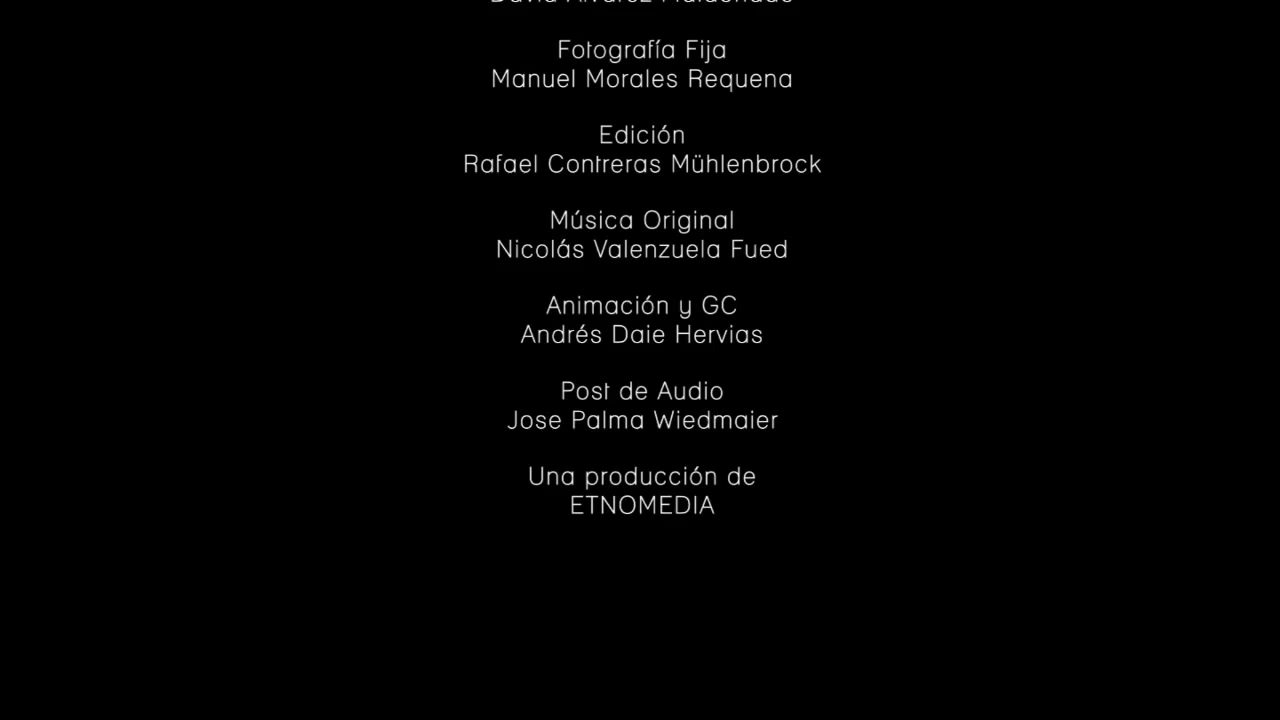 Fotografía Fija
Manuel Morales Requena
Edición
Rafael Contreras Mühlenbrock
Música Original
Nicolás Valenzuela Fued
Animación y GC
Andrés Daie Hervias
Post de Audio
Jose Palma Wiedmaier
Una producción de
ETNOMEDIA